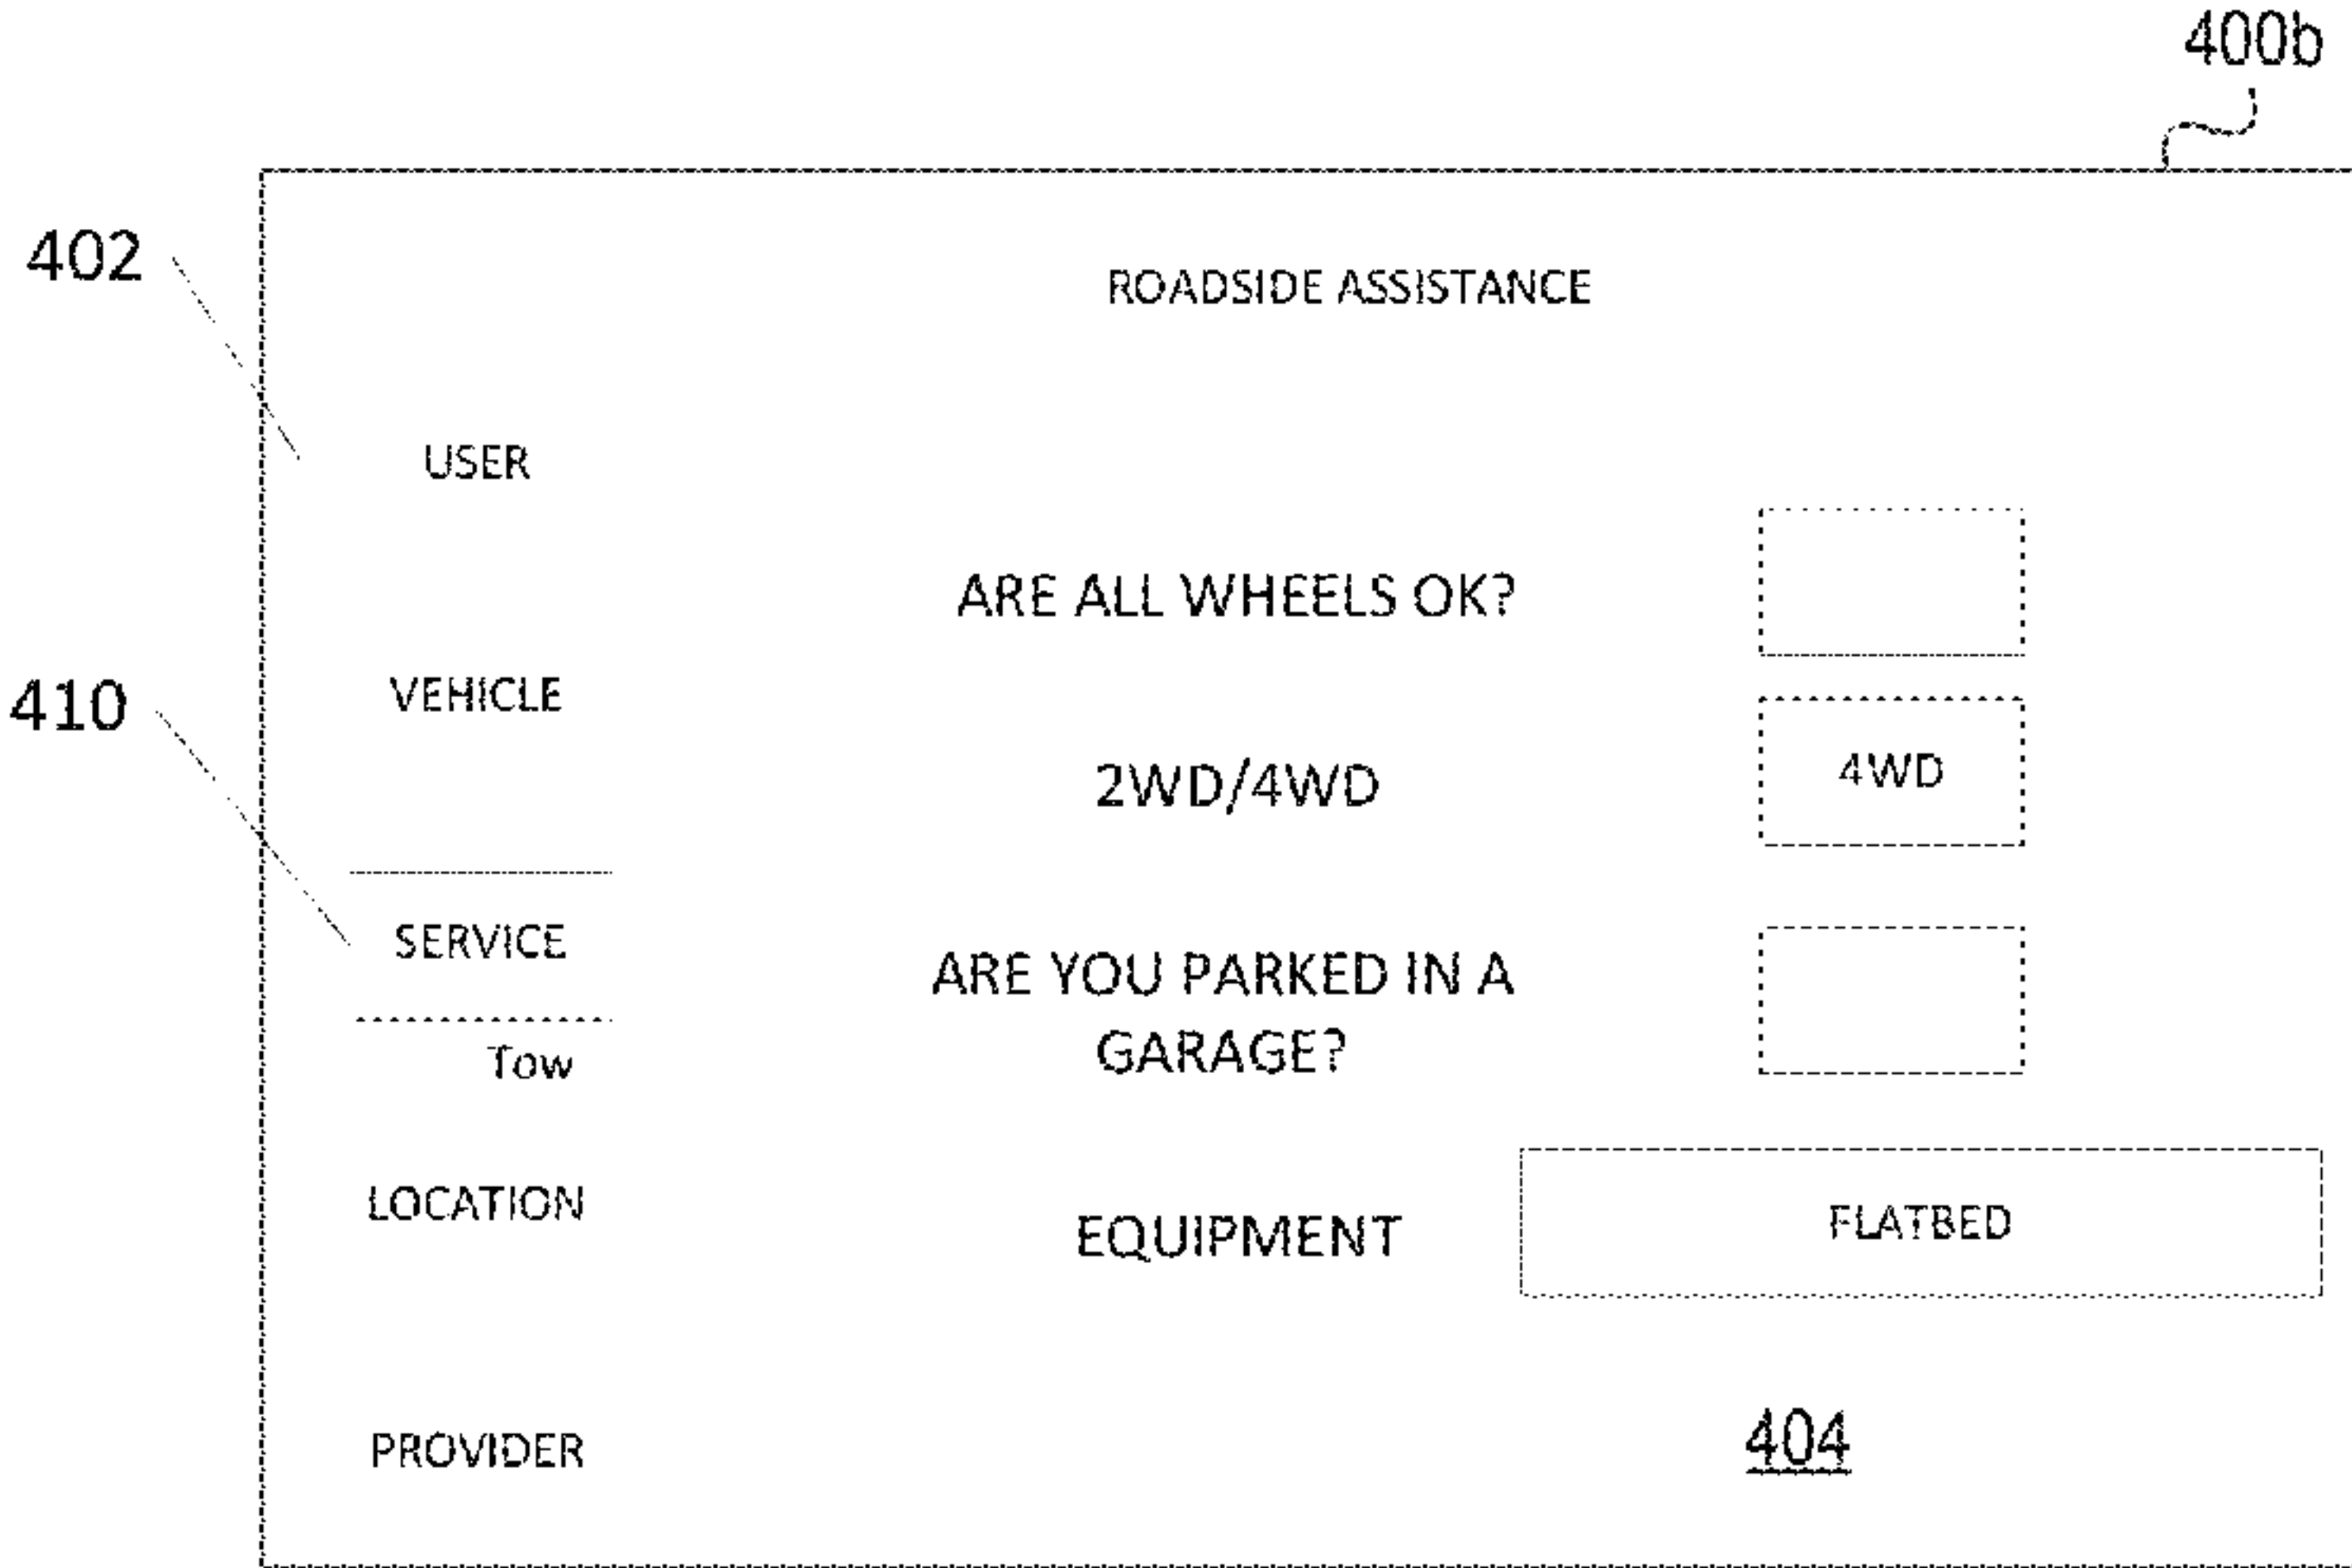 400b
402
ROADSIDE ASSISTANCE
USER
ARE ALL WHEELS OK?
410
VEHICLE
2WD/4WD
4WD
SERVICE
ARE YOU PARKED IN A
GARAGE?
Tow
LOCATION
EQUIPMENT
FLATBED
PROVIDER
404